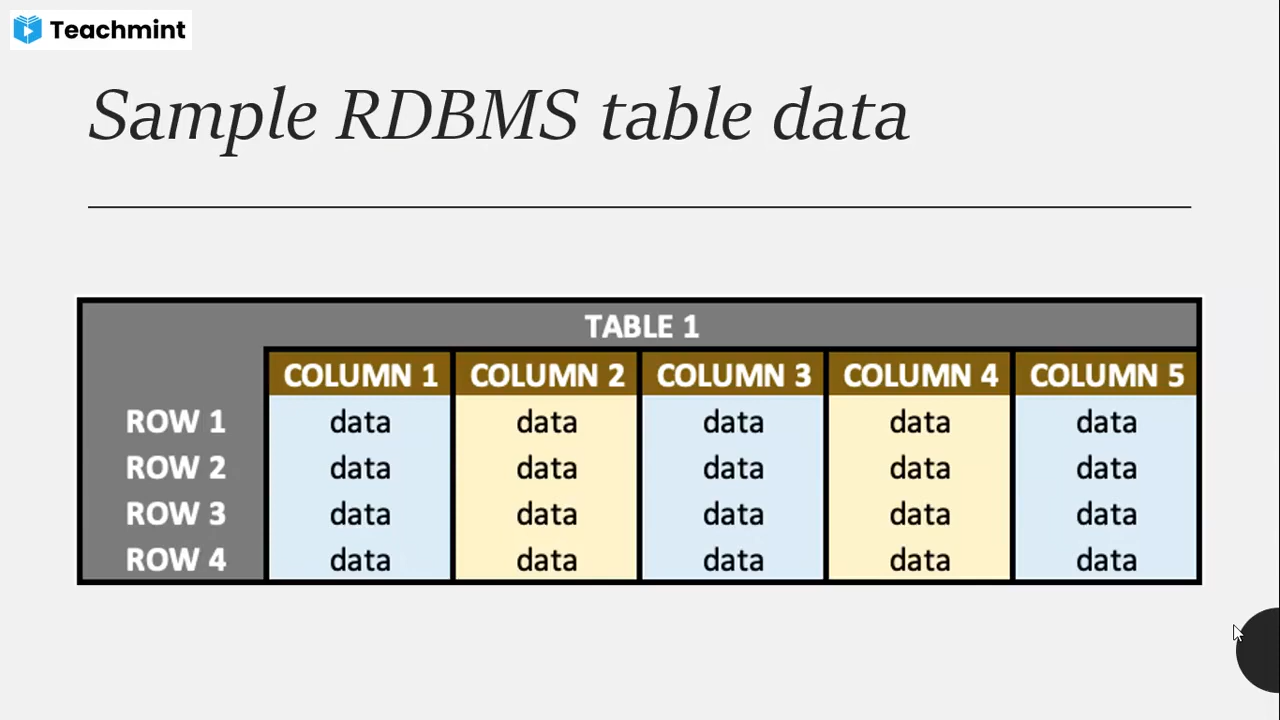 Teachmint
Sample RDBMS table data
TABLE 1
COLUMN 1 COLUMN 2 COLUMN 3 COLUMN 4 COLUMN 5
ROW 1 data data data data data
ROW 2 data data data data data
ROW 3 data data data data data
ROW 4 data data data data data